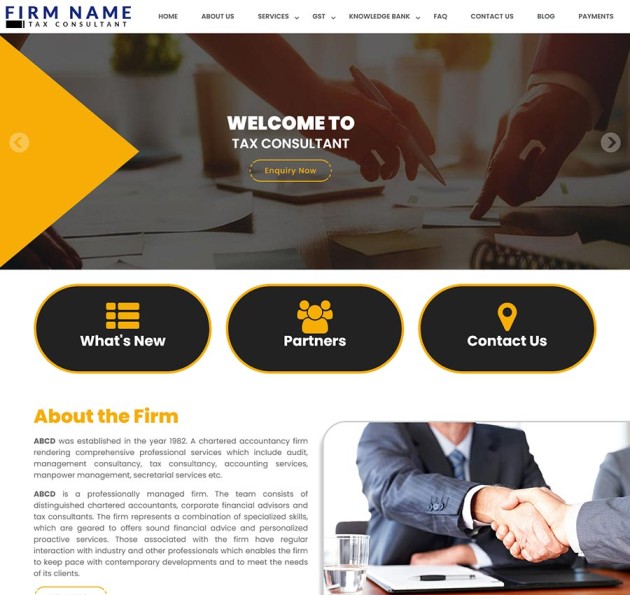 FIRM NAME
TAX CONSULTANT
HOME ABOUT US SERVICES GST KNOWLEDGE BANK FAQ CONTACT US BLOG PAYMENTS
WELCOME TO
TAX CONSULTANT
Enquiry Now
What's New
Partners
Contact Us
About the Firm
ABCD was established in the year 1982. A chartered accountancy firm
rendering comprehensive professional services which include audit,
management consultancy, tax consultancy, accounting services,
manpower management, secretarial services etc.
ABCD is a professionally managed firm. The team consists of
distinguished chartered accountants, corporate financial advisors and
tax consultants. The firm represents a combination of specialized skills,
which are geared to offers sound financial advice and personalized
proactive services. Those associated with the firm have regular
interaction with industry and other professionals which enables the firm
to keep pace with contemporary developments and to meet the needs
of its clients.